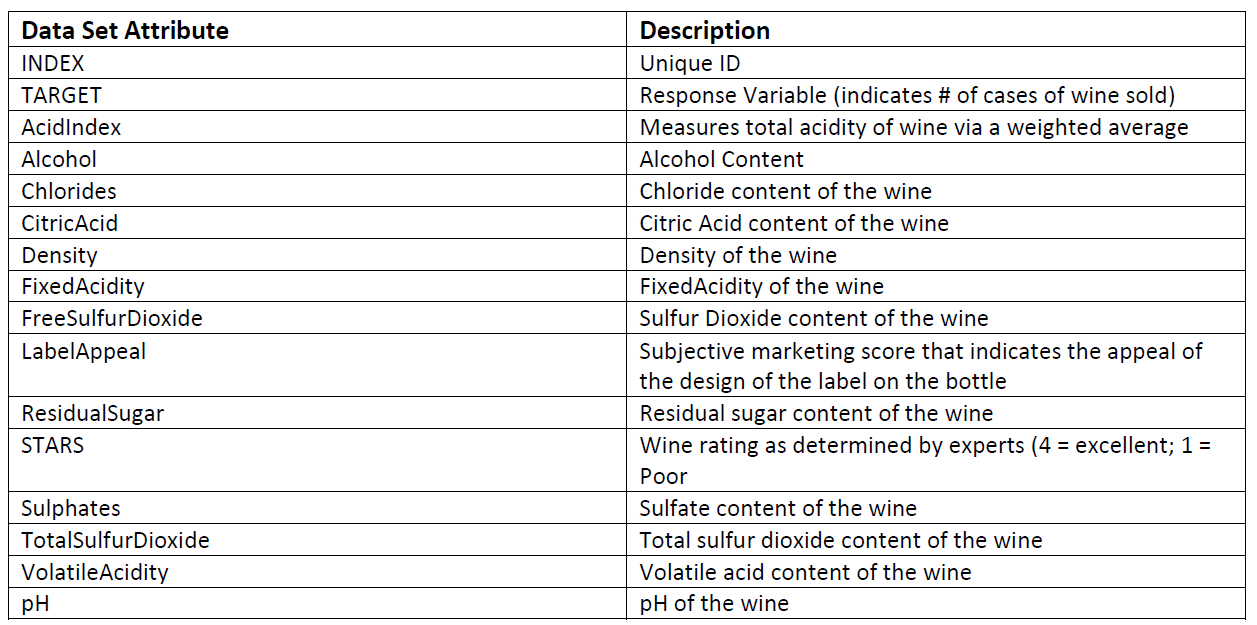 Data Set Attribute Description
INDEX Unique ID
TARGET Response Variable (indicates # of cases of wine sold)
AcidIndex Measures total acidity of wine via a weighted average
Alcohol Alcohol Content
Chlorides Chloride content of the wine
CitricAcid Citric Acid content of the wine
Density Density of the wine
FixedAcidity FixedAcidity of the wine
FreeSulfurDioxide Sulfur Dioxide content of the wine
LabelAppeal Subjective marketing score that indicates the appeal of
the design of the label on the bottle
ResidualSugar Residual sugar content of the wine
STARS Wine rating as determined by experts (4 = excellent; 1 =
Poor
Sulphates Sulfate content of the wine
TotalSulfurDioxide Total sulfur dioxide content of the wine
VolatileAcidity Volatile acid content of the wine
pH pH of the wine